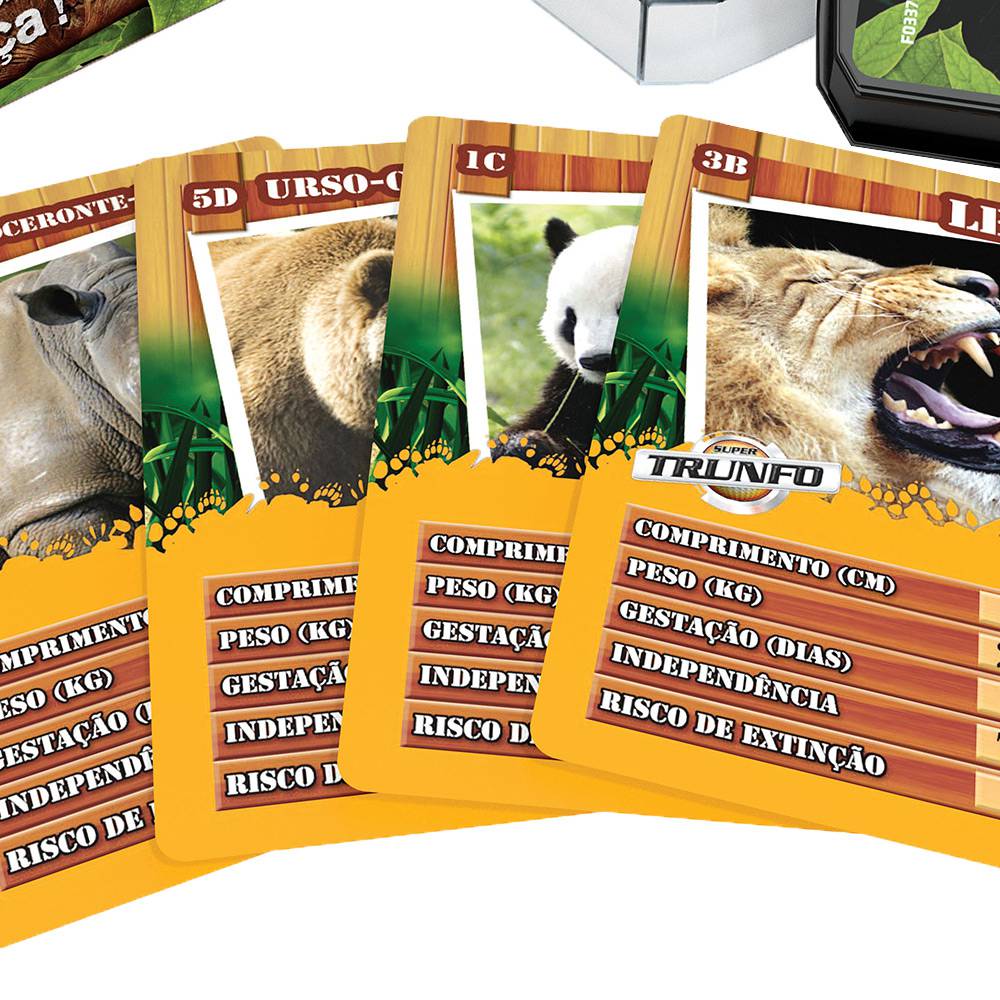 ça!
F0337
OCERONTE-
MPRIMENTO
ESO (KG)
GESTAÇÃO (
INDEPENDÊ
RISCO DE
5D URSO-
COMPRIME
PESO (KG)
GESTAÇÃ
INDEPEN
RISCO D
1C
COMPRIME
PESO (KG)
GESTAÇÃ
INDEPEN
RISCO D
3B
LE
SUPER
TRUNFO
COMPRIMENTO (CM)
PESO (KG)
GESTAÇÃO (DIAS)
INDEPENDÊNCIA
RISCO DE EXTINÇÃO